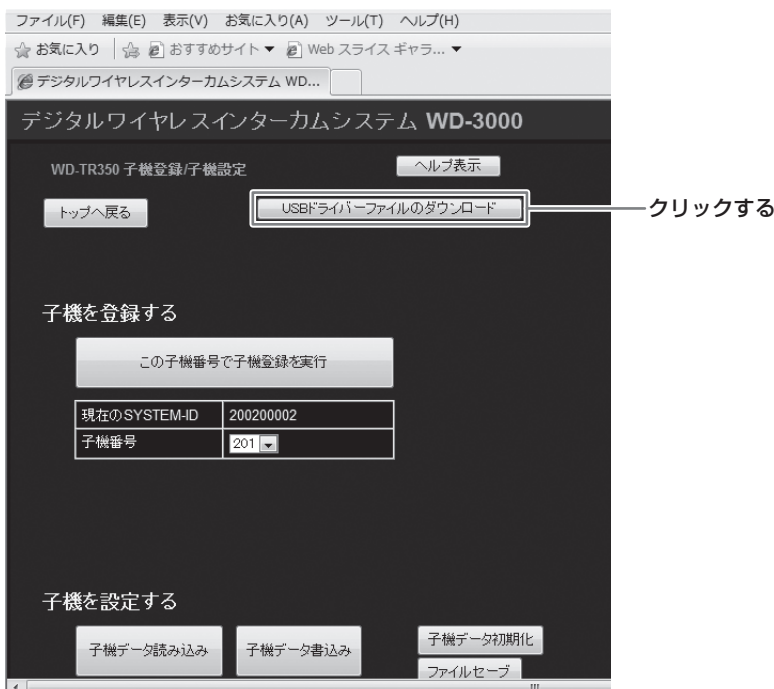 ファイル(F) 編集(E) 表示(V) お気に入り(A) ツール(T) ヘルプ(H)
お気に入り おすすめサイト▼ Web スライス ギャラ... ▼
デジタルワイヤレスインターカムシステム WD...
デジタルワイヤレスインターカムシステム WD-3000
WD-TR350 子機登録/子機設定 ヘルプ表示
トップへ戻る USBドライバーファイルのダウンロード クリックする
子機を登録する
この子機番号で子機登録を実行
現在のSYSTEM-ID 200200002
子機番号 201
子機を設定する
子機データ読み込み 子機データ書込み 子機データ初期化
ファイルセーブ